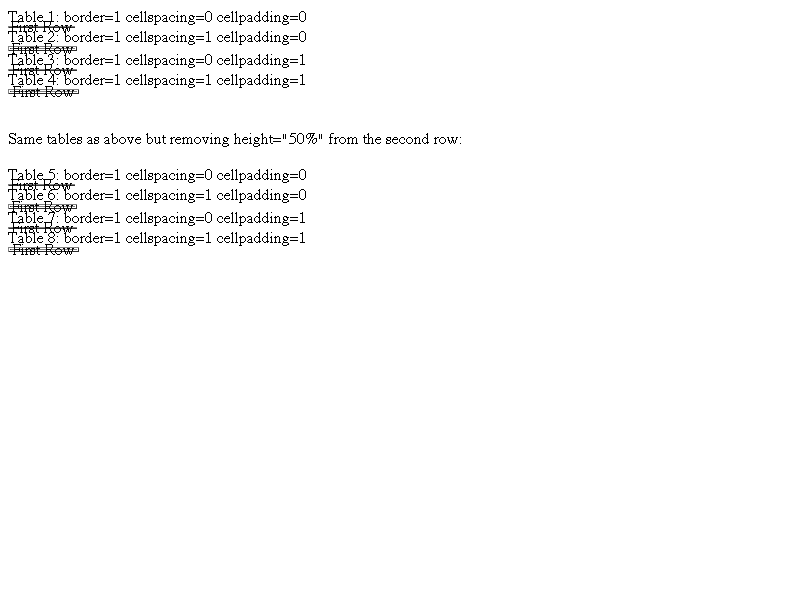 Table 1: border=1 cellspacing=0 cellpadding=0
First Row
Table 2: border=1 cellspacing=1 cellpadding=0
First Row
Table 3: border=1 cellspacing=0 cellpadding=1
First Row
Table 4: border=1 cellspacing=1 cellpadding=1
First Row
Same tables as above but removing height="50%" from the second row:
Table 5: border=1 cellspacing=0 cellpadding=0
First Row
Table 6: border=1 cellspacing=1 cellpadding=0
First Row
Table 7: border=1 cellspacing=0 cellpadding=1
First Row
Table 8: border=1 cellspacing=1 cellpadding=1
First Row